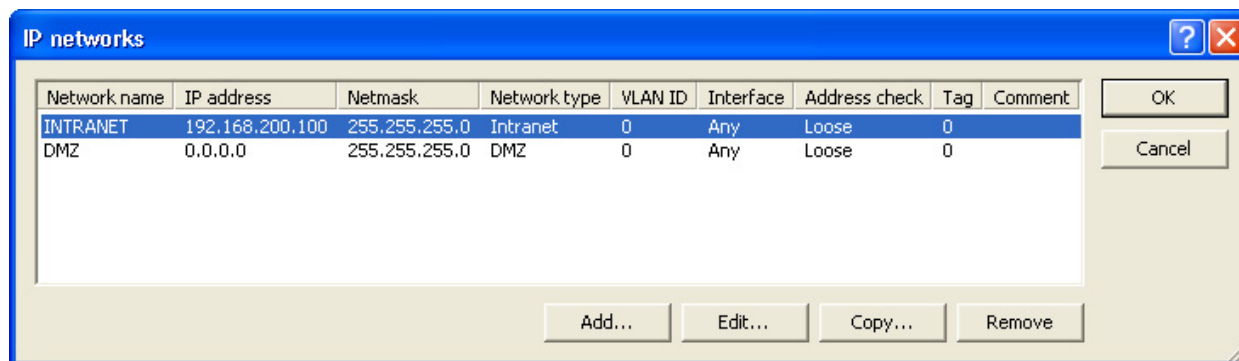 IP networks
Network name IP address Netmask Network type VLAN ID Interface Address check Tag Comment OK
INTRANET 192.168.200.100 255.255.255.0 Intranet 0 Any Loose 0
DMZ 0.0.0.0 255.255.255.0 DMZ 0 Any Loose 0 Cancel
Add... Edit... Copy... Remove